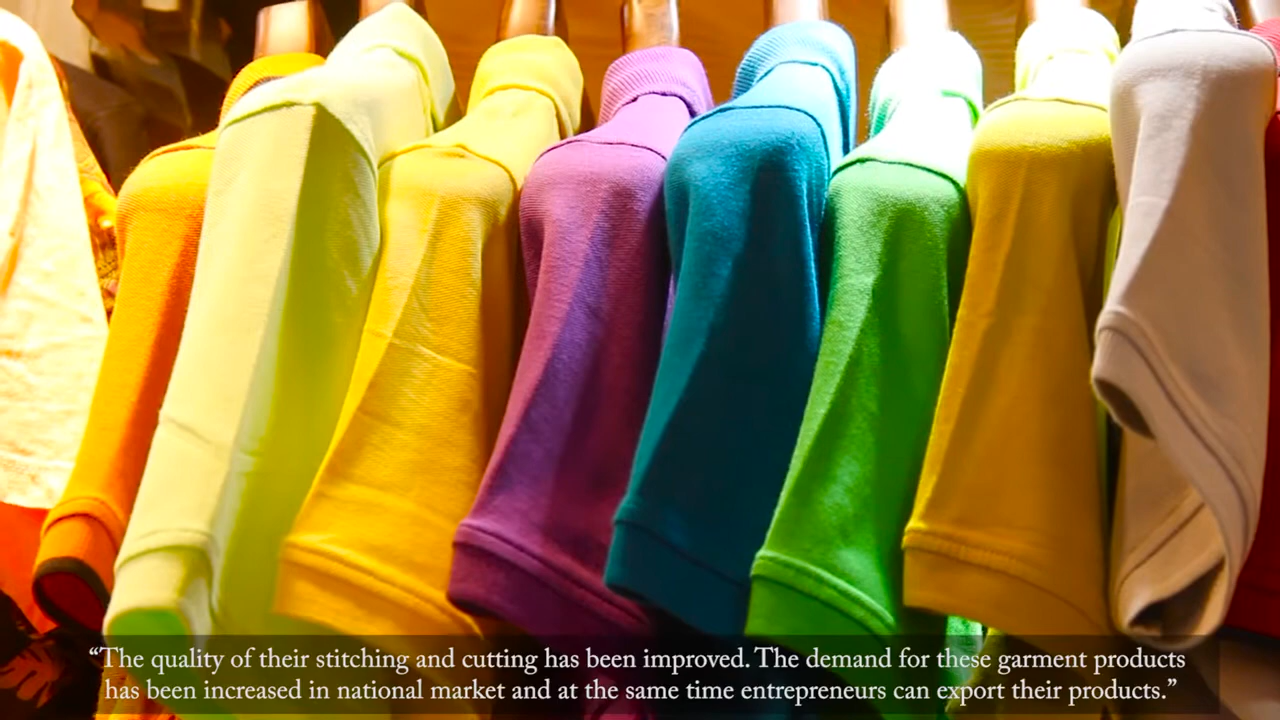 “The quality of their stitching and cutting has been improved. The demand for these garment products
has been increased in national market and at the same time entrepreneurs can export their products.”